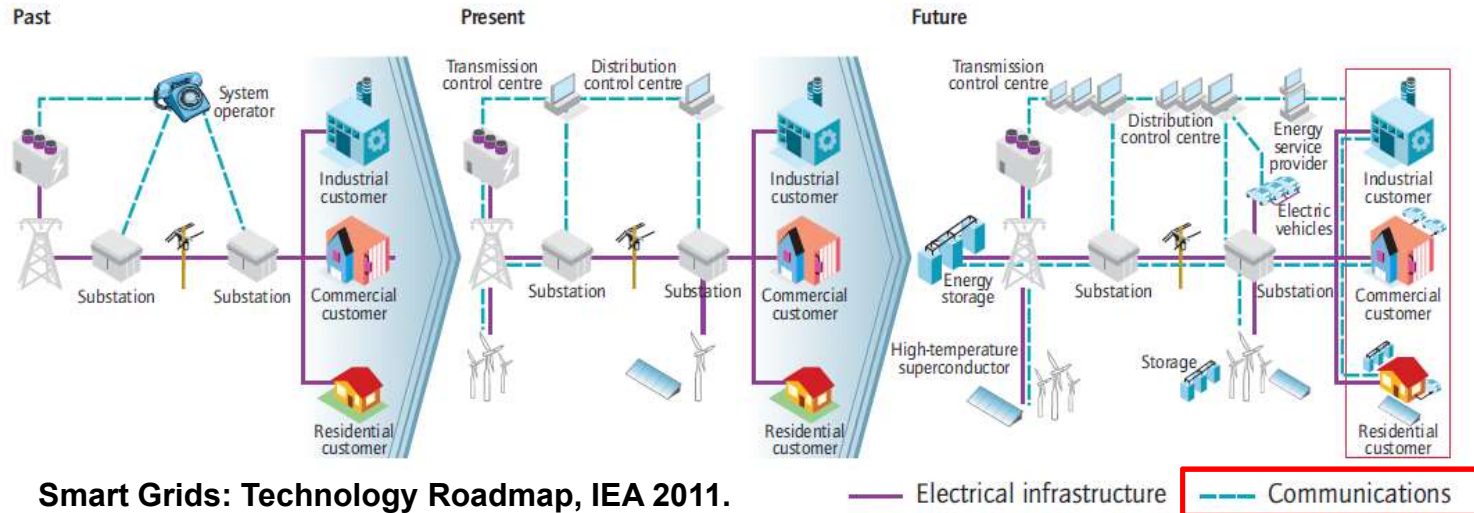 Past
System
operator
Substation
Substation
Industrial
customer
Commercial
customer
Residential
customer
Present
Transmission
control centre
Distribution
control centre
Substation
Substation
Industrial
customer
Commercial
customer
Residential
customer
Future
Transmission
control centre
Distribution
control centre
Energy
service
provider
Electric
vehicles
Energy
storage
Substation
Substation
High-temperature
superconductor
Storage
Industrial
customer
Commercial
customer
Residential
customer
Smart Grids: Technology Roadmap, IEA 2011.
Electrical infrastructure
Communications